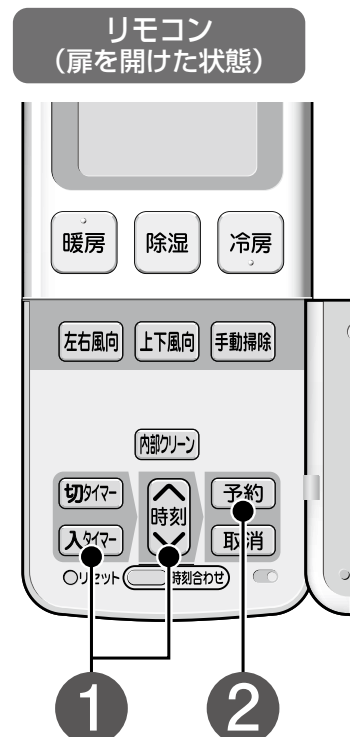 リモコン
（扉を開けた状態）
暖房 除湿 冷房
左右風向 上下風向 手動掃除
内部クリーン
切タイマー 時刻 予約
入タイマー 取消
リセット 時刻合わせ
1 2